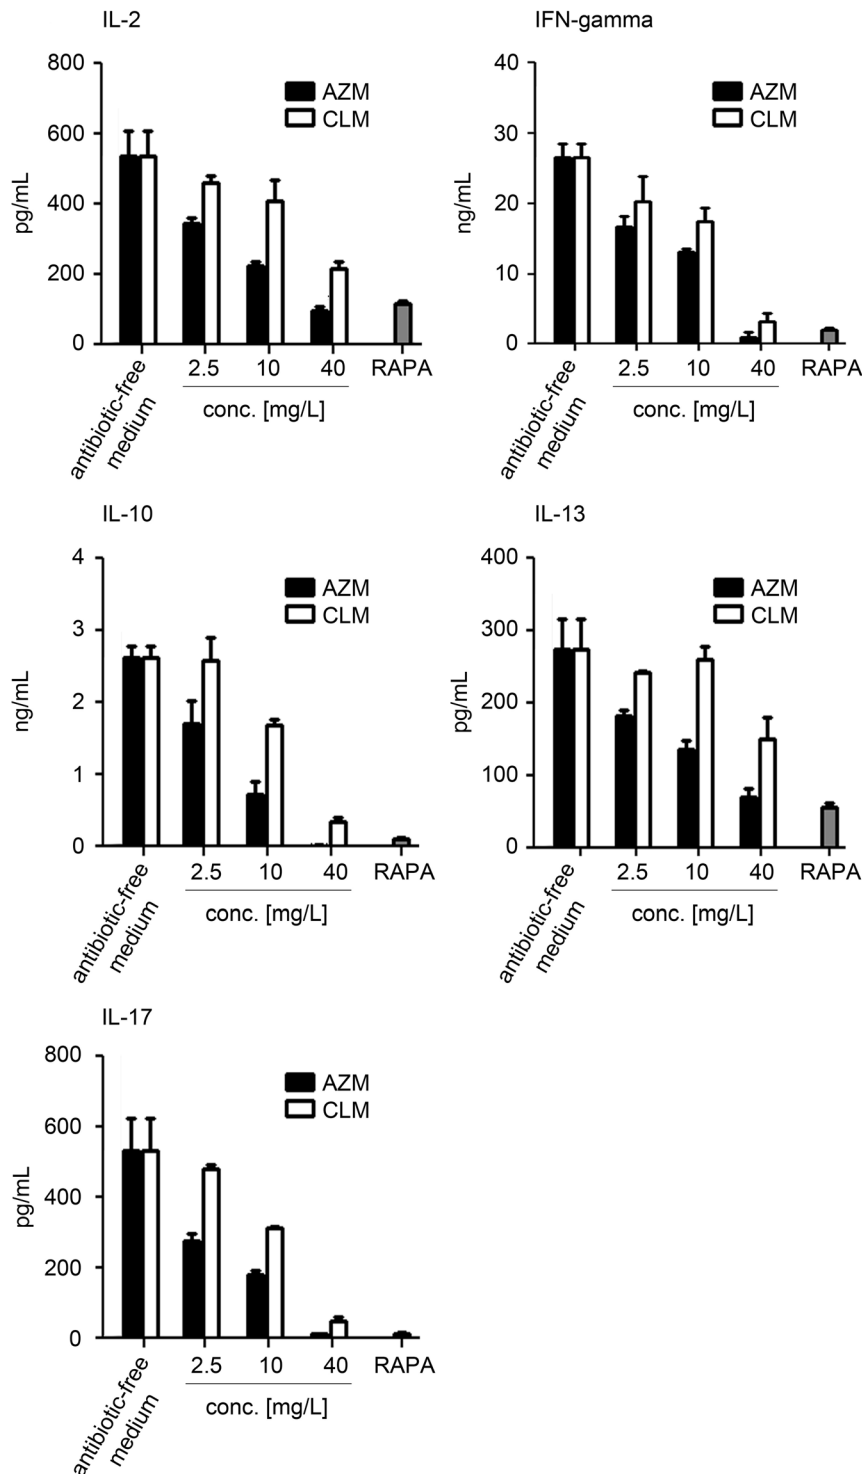 IL-2
800
600
400
200
0
pg/mL
AZM
CLM
antibiotic-free
medium
2.5 10 40 RAPA
conc. [mg/L]
IFN-gamma
40
30
20
10
0
ng/mL
AZM
CLM
antibiotic-free
medium
2.5 10 40 RAPA
conc. [mg/L]
IL-10
4
3
2
1
0
ng/mL
AZM
CLM
antibiotic-free
medium
2.5 10 40 RAPA
conc. [mg/L]
IL-13
400
300
200
100
0
pg/mL
AZM
CLM
antibiotic-free
medium
2.5 10 40 RAPA
conc. [mg/L]
IL-17
800
600
400
200
0
pg/mL
AZM
CLM
antibiotic-free
medium
2.5 10 40 RAPA
conc. [mg/L]